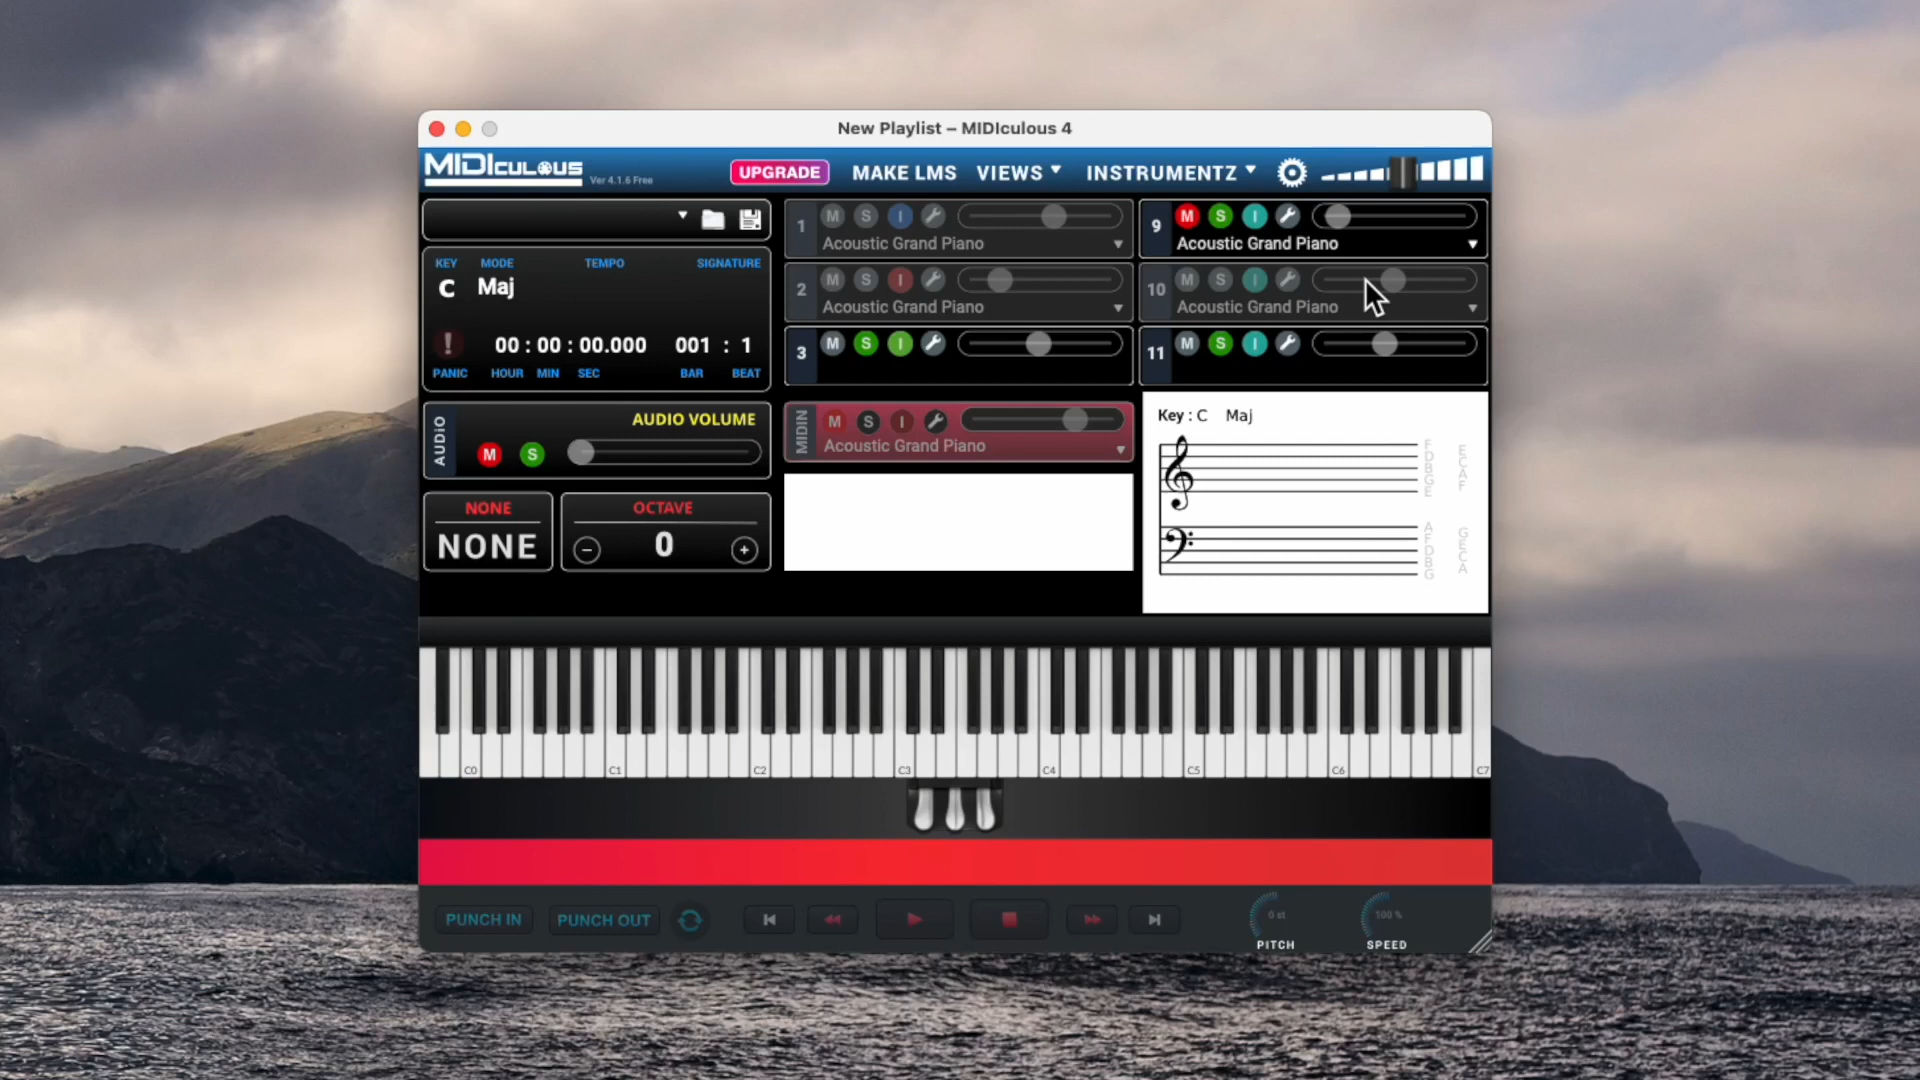 New Playlist – MIDIculous 4
MIDIculous Ver 4.1.6 Free
UPGRADE MAKE LMS VIEWS INSTRUMENTZ
KEY MODE TEMPO SIGNATURE
C Maj
! 00 : 00 : 00.000 001 : 1
PANIC HOUR MIN SEC BAR BEAT
AUDiO
AUDIO VOLUME
M S
NONE
NONE
OCTAVE
− 0 +
1 M S I
Acoustic Grand Piano
2 M S I
Acoustic Grand Piano
3 M S I
MIDIN M S I
Acoustic Grand Piano
9 M S I
Acoustic Grand Piano
10 M S I
Acoustic Grand Piano
11 M S I
Key : C Maj
F
D
B
G
E
E
C
A
F
A
F
D
B
G
G
E
C
A
C0 C1 C2 C3 C4 C5 C6 C7
PUNCH IN PUNCH OUT
0 st
PITCH
100 %
SPEED